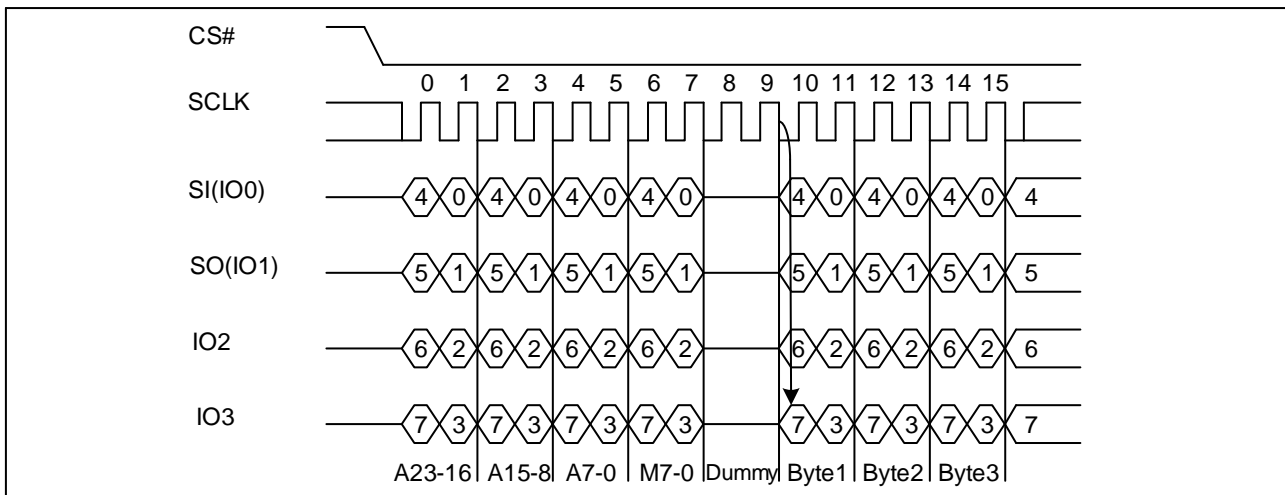 CS#
0 1 2 3 4 5 6 7 8 9 10 11 12 13 14 15
SCLK
SI(IO0) 4 0 4 0 4 0 4 0 4 0 4 0 4 0 4
SO(IO1) 5 1 5 1 5 1 5 1 5 1 5 1 5 1 5
IO2 6 2 6 2 6 2 6 2 6 2 6 2 6 2 6
IO3 7 3 7 3 7 3 7 3 7 3 7 3 7 3 7
A23-16 A15-8 A7-0 M7-0 Dummy Byte1 Byte2 Byte3